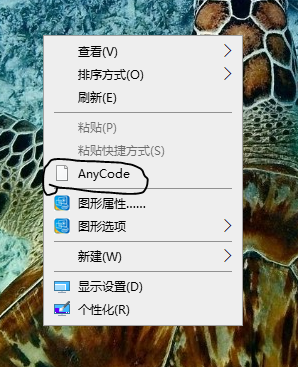 查看(V)
排序方式(O)
刷新(E)
粘贴(P)
粘贴快捷方式(S)
AnyCode
图形属性......
图形选项
新建(W)
显示设置(D)
个性化(R)